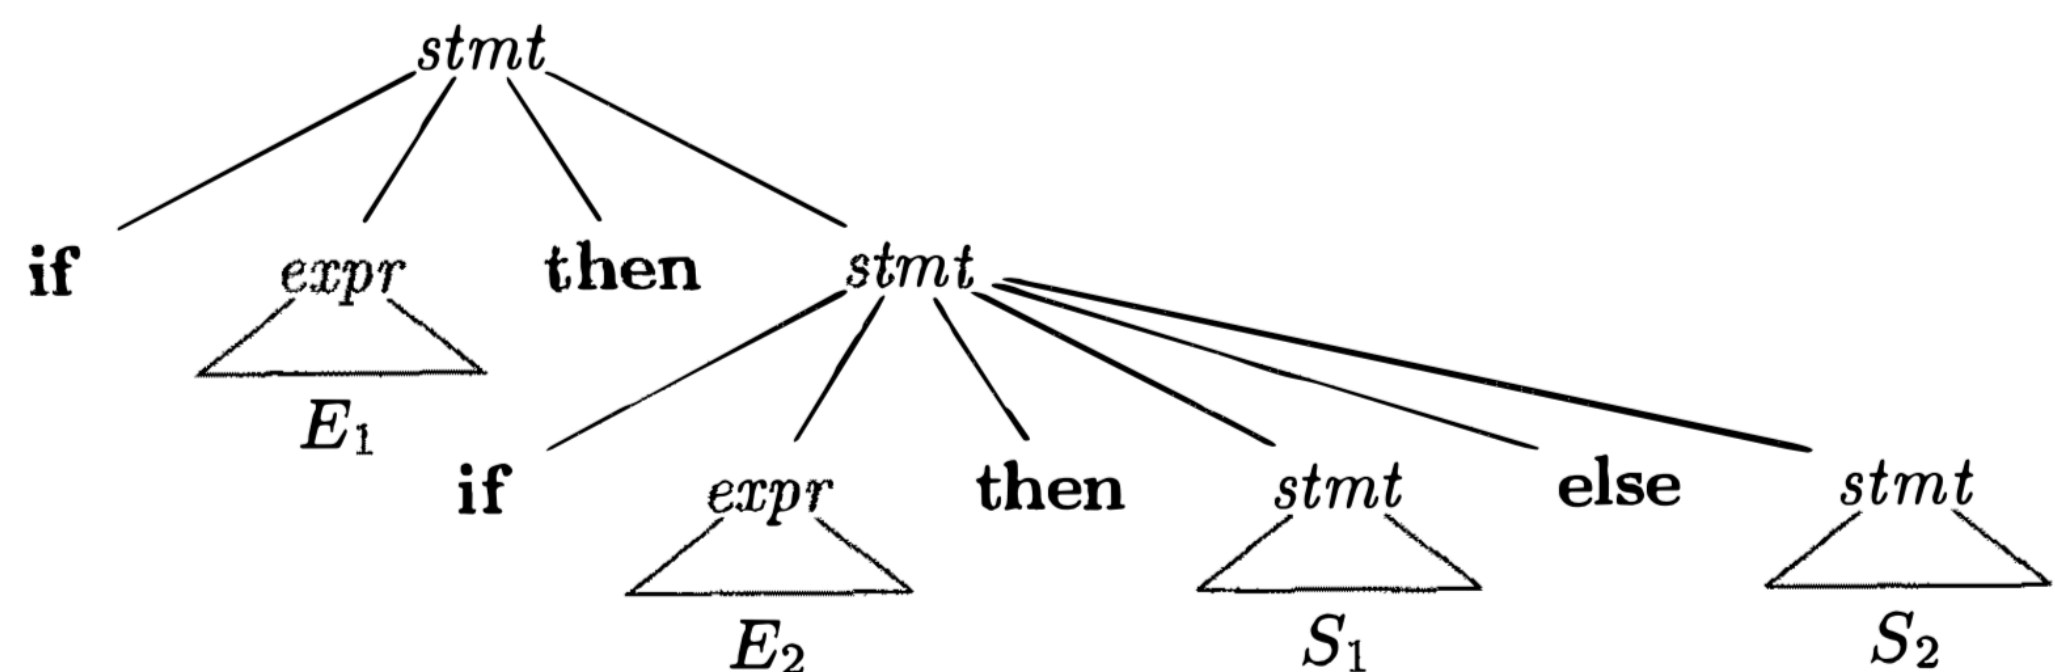 stmt
if expr then stmt
E₁
if expr then stmt else stmt
E₂ S₁ S₂